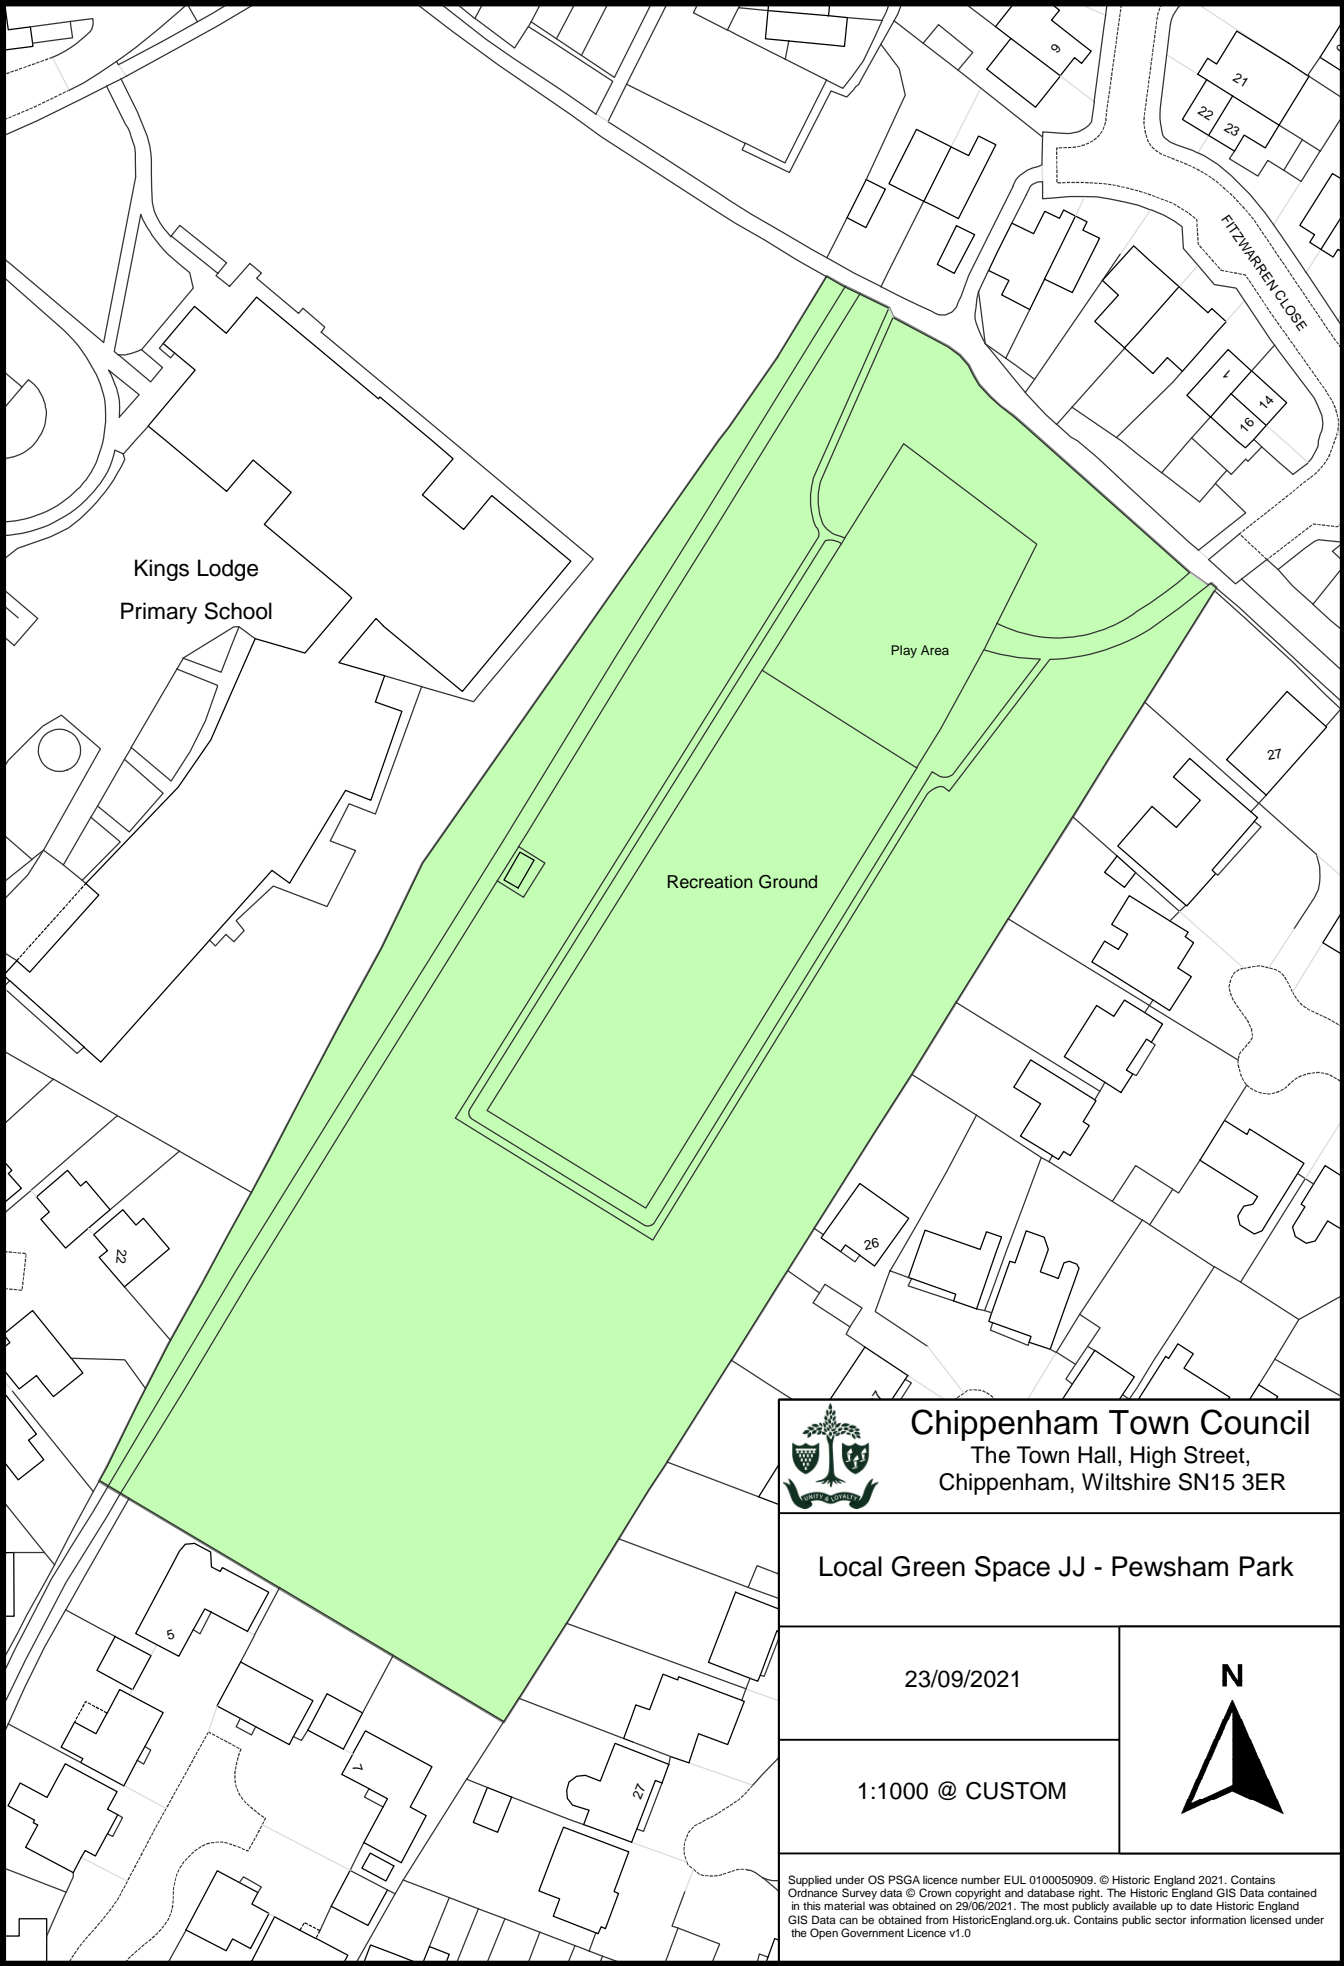 9
21
22
23
FITZWARREN CLOSE
1
14
16
Kings Lodge
Primary School
Play Area
27
Recreation Ground
22
26
7
5
7
27
Chippenham Town Council
The Town Hall, High Street,
Chippenham, Wiltshire SN15 3ER
UNITY & LOYALTY
Local Green Space JJ - Pewsham Park
23/09/2021
N
1:1000 @ CUSTOM
Supplied under OS PSGA licence number EUL 0100050909. © Historic England 2021. Contains
Ordnance Survey data © Crown copyright and database right. The Historic England GIS Data contained
in this material was obtained on 29/06/2021. The most publicly available up to date Historic England
GIS Data can be obtained from HistoricEngland.org.uk. Contains public sector information licensed under
the Open Government Licence v1.0